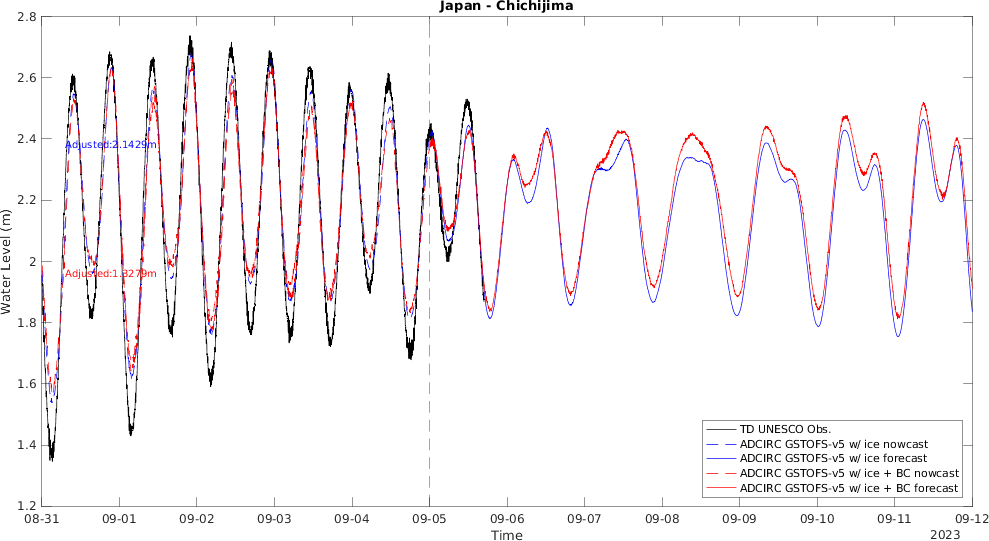 Japan - Chichijima
2.8
2.6
2.4
2.2
2
1.8
1.6
1.4
1.2
Water Level (m)
Adjusted:2.1429m
Adjusted:1.8279m
TD UNESCO Obs.
ADCIRC GSTOFS-v5 w/ ice nowcast
ADCIRC GSTOFS-v5 w/ ice forecast
ADCIRC GSTOFS-v5 w/ ice + BC nowcast
ADCIRC GSTOFS-v5 w/ ice + BC forecast
08-31 09-01 09-02 09-03 09-04 09-05 09-06 09-07 09-08 09-09 09-10 09-11 09-12
Time
2023